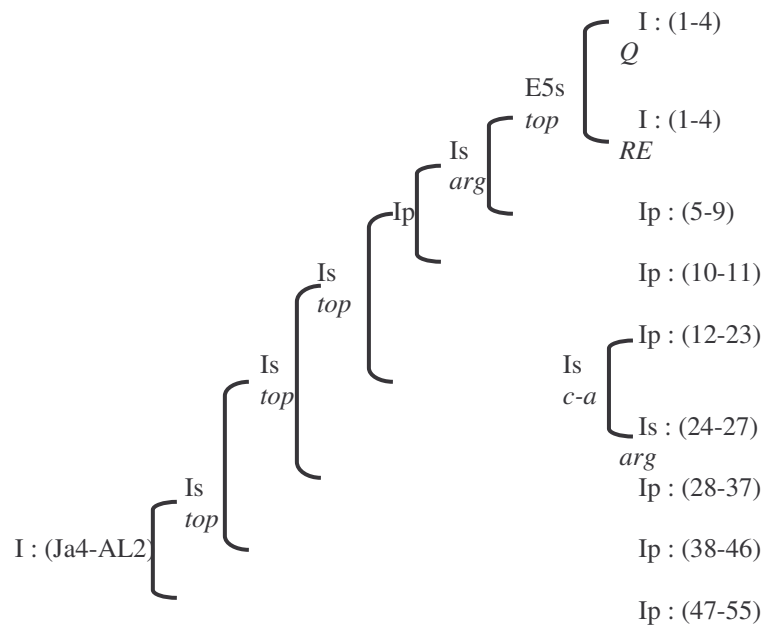 I : (1-4)
Q
E5s
top
I : (1-4)
RE
Is
arg
Ip
Ip : (5-9)
Is
top
Ip : (10-11)
Is
top
Ip : (12-23)
Is
c-a
Is : (24-27)
arg
Is
top
Ip : (28-37)
I : (Ja4-AL2)
Ip : (38-46)
Ip : (47-55)